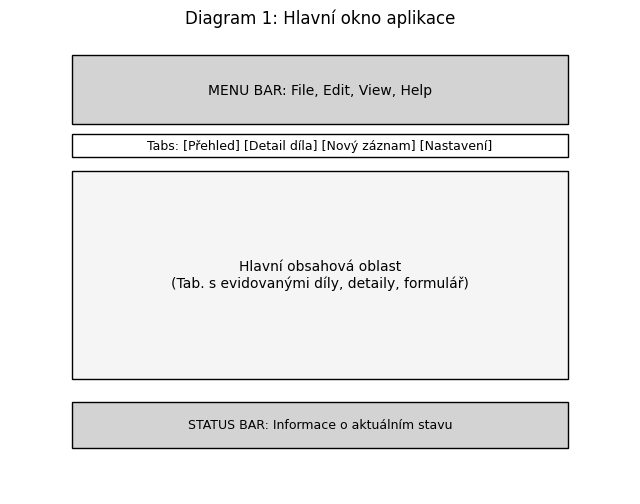 Diagram 1: Hlavní okno aplikace
MENU BAR: File, Edit, View, Help
Tabs: [Přehled] [Detail díla] [Nový záznam] [Nastavení]
Hlavní obsahová oblast
(Tab. s evidovanými díly, detaily, formulář)
STATUS BAR: Informace o aktuálním stavu